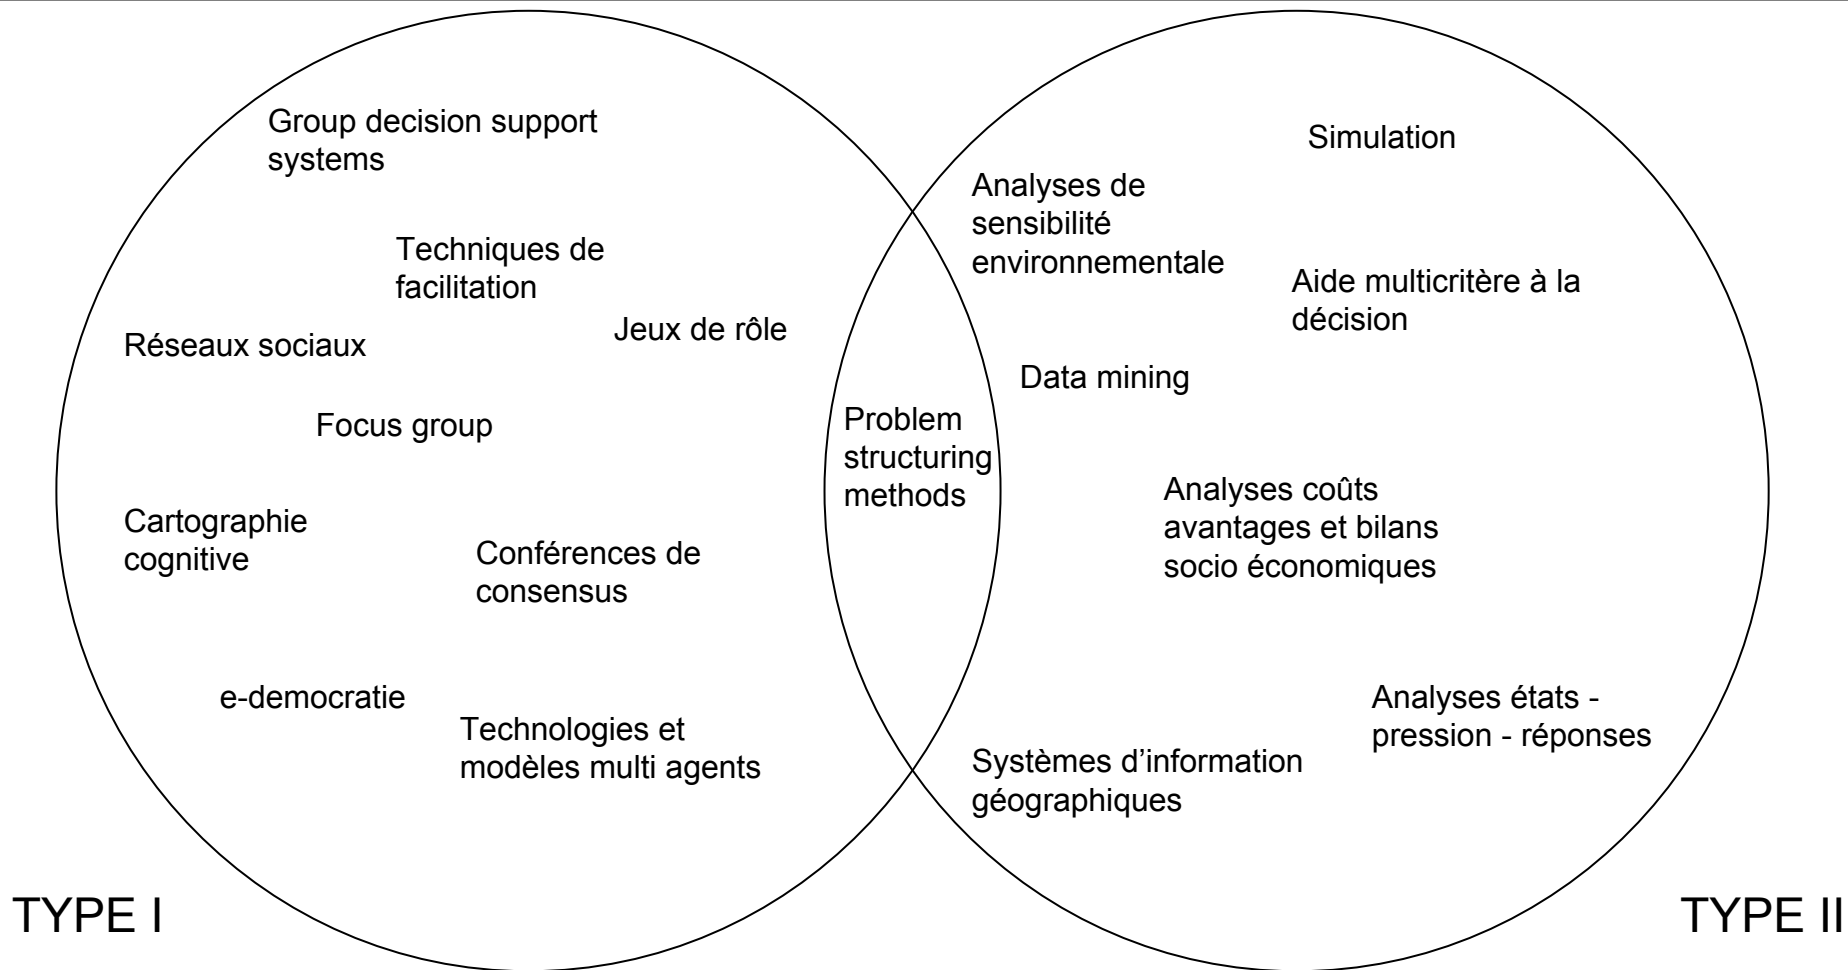 Group decision support
systems
Techniques de
facilitation
Jeux de rôle
Réseaux sociaux
Focus group
Cartographie
cognitive
Conférences de
consensus
e-democratie
Technologies et
modèles multi agents
TYPE I
Problem
structuring
methods
Simulation
Analyses de
sensibilité
environnementale
Aide multicritère à la
décision
Data mining
Analyses coûts
avantages et bilans
socio économiques
Analyses états -
pression - réponses
Systèmes d’information
géographiques
TYPE II